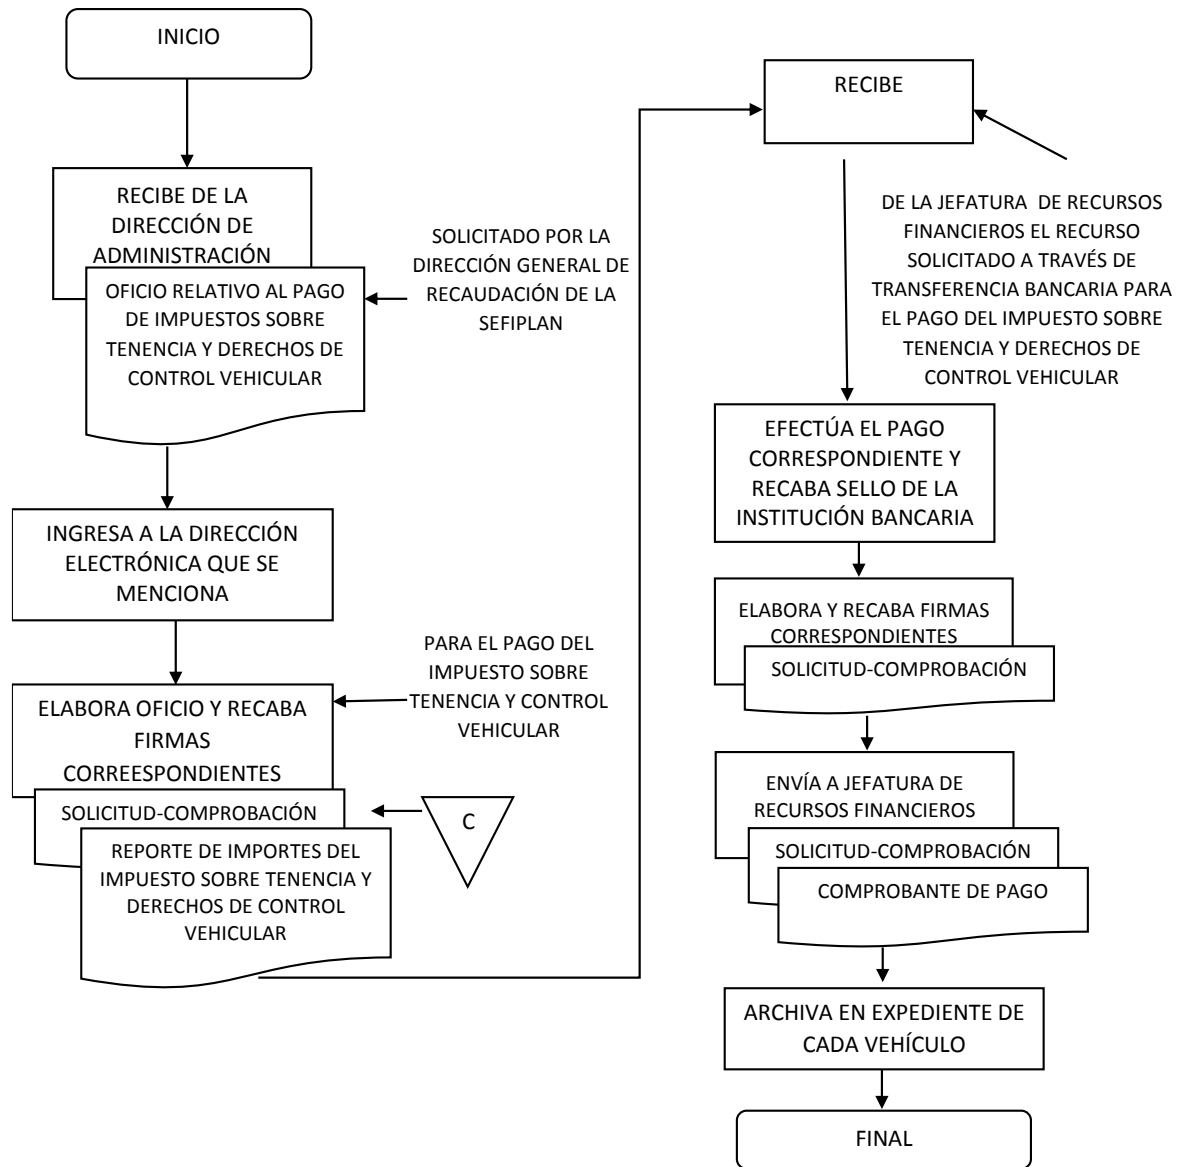 INICIO
RECIBE DE LA
DIRECCIÓN DE
ADMINISTRACIÓN
OFICIO RELATIVO AL PAGO
DE IMPUESTOS SOBRE
TENENCIA Y DERECHOS DE
CONTROL VEHICULAR
SOLICITADO POR LA
DIRECCIÓN GENERAL DE
RECAUDACIÓN DE LA
SEFIPLAN
INGRESA A LA DIRECCIÓN
ELECTRÓNICA QUE SE
MENCIONA
ELABORA OFICIO Y RECABA
FIRMAS
CORREESPONDIENTES
PARA EL PAGO DEL
IMPUESTO SOBRE
TENENCIA Y CONTROL
VEHICULAR
SOLICITUD-COMPROBACIÓN
C
REPORTE DE IMPORTES DEL
IMPUESTO SOBRE TENENCIA Y
DERECHOS DE CONTROL
VEHICULAR
RECIBE
DE LA JEFATURA DE RECURSOS
FINANCIEROS EL RECURSO
SOLICITADO A TRAVÉS DE
TRANSFERENCIA BANCARIA PARA
EL PAGO DEL IMPUESTO SOBRE
TENENCIA Y DERECHOS DE
CONTROL VEHICULAR
EFECTÚA EL PAGO
CORRESPONDIENTE Y
RECABA SELLO DE LA
INSTITUCIÓN BANCARIA
ELABORA Y RECABA FIRMAS
CORRESPONDIENTES
SOLICITUD-COMPROBACIÓN
ENVÍA A JEFATURA DE
RECURSOS FINANCIEROS
SOLICITUD-COMPROBACIÓN
COMPROBANTE DE PAGO
ARCHIVA EN EXPEDIENTE DE
CADA VEHÍCULO
FINAL